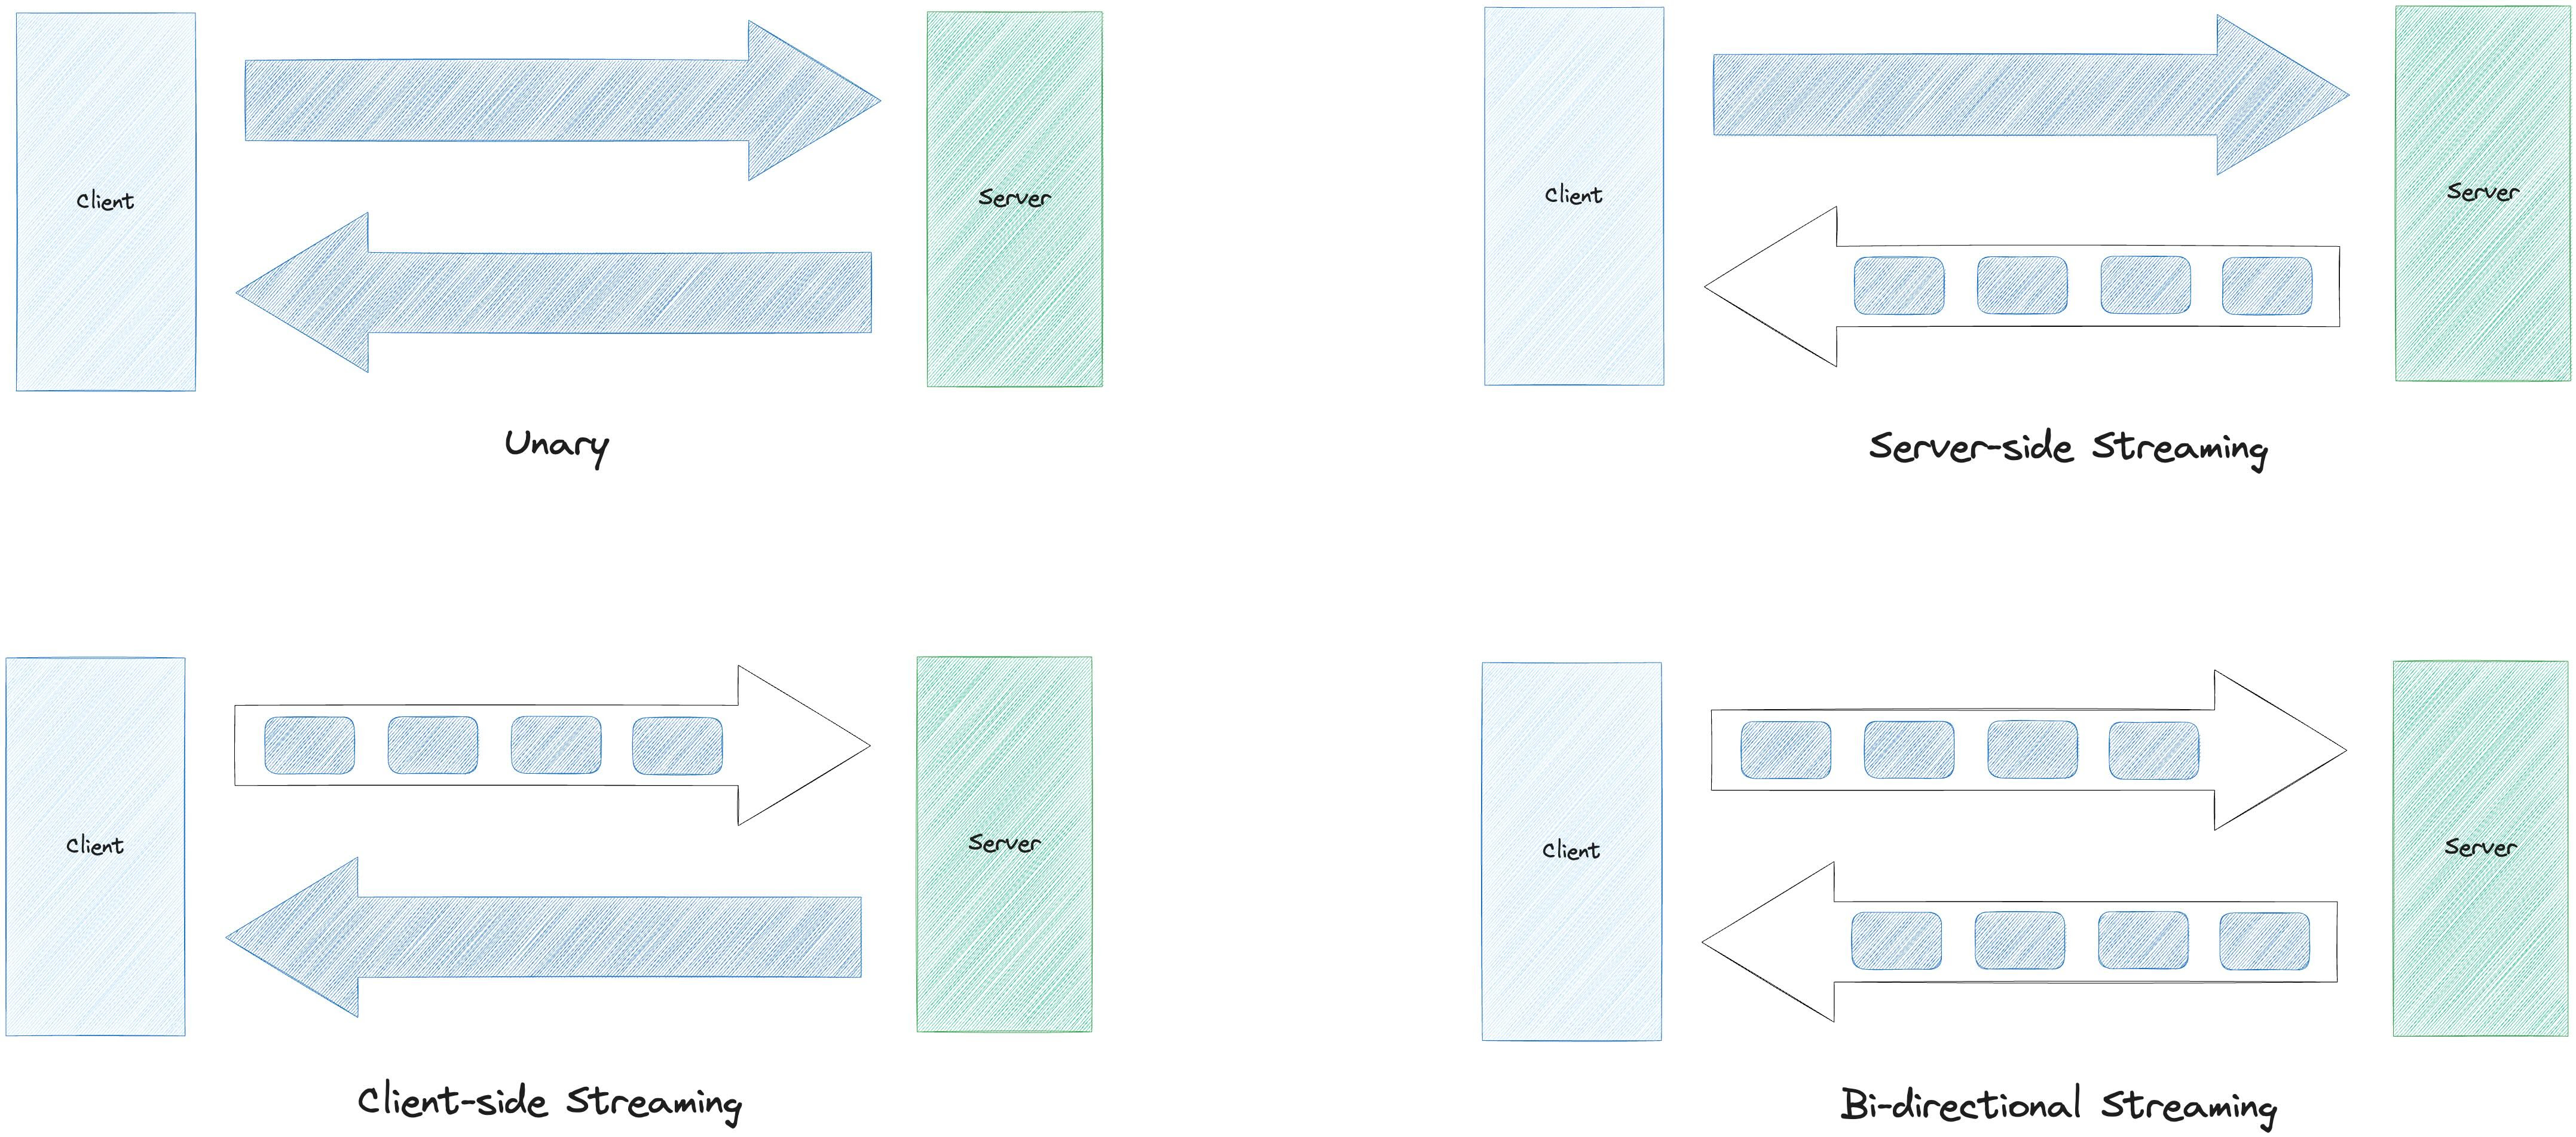 Client
Server
Unary
Client
Server
Server-side Streaming
Client
Server
Client-side Streaming
Client
Server
Bi-directional Streaming